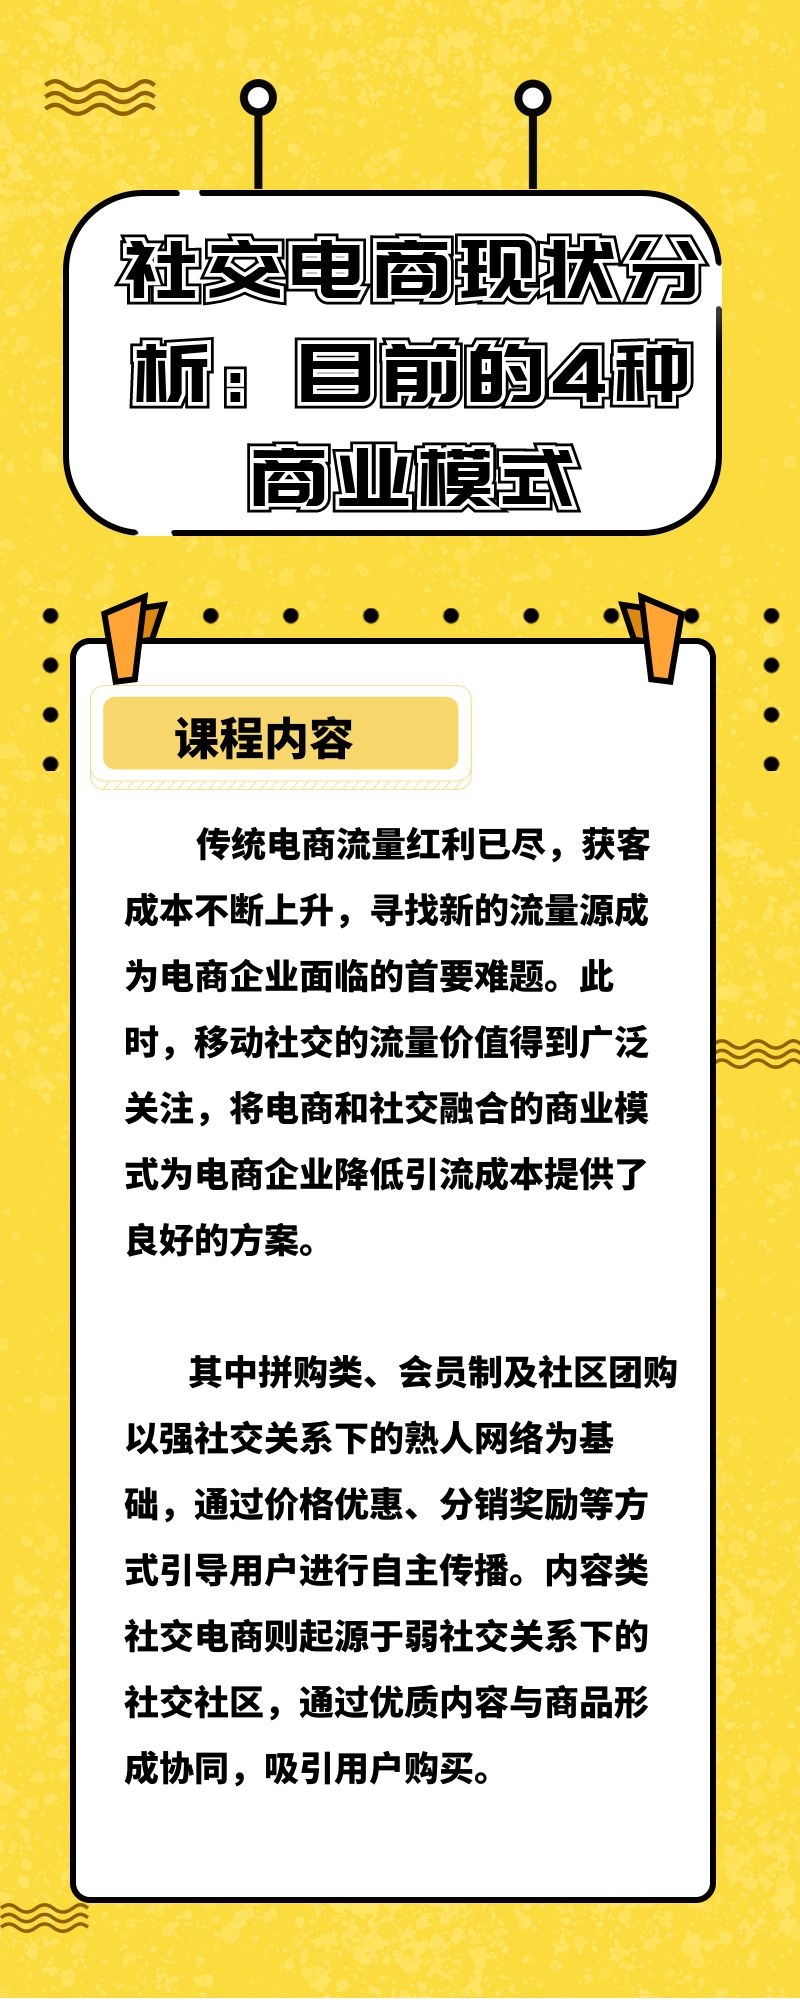 社交电商现状分
析：目前的4种
商业模式
课程内容
传统电商流量红利已尽，获客
成本不断上升，寻找新的流量源成
为电商企业面临的首要难题。此
时，移动社交的流量价值得到广泛
关注，将电商和社交融合的商业模
式为电商企业降低引流成本提供了
良好的方案。
其中拼购类、会员制及社区团购
以强社交关系下的熟人网络为基
础，通过价格优惠、分销奖励等方
式引导用户进行自主传播。内容类
社交电商则起源于弱社交关系下的
社交社区，通过优质内容与商品形
成协同，吸引用户购买。